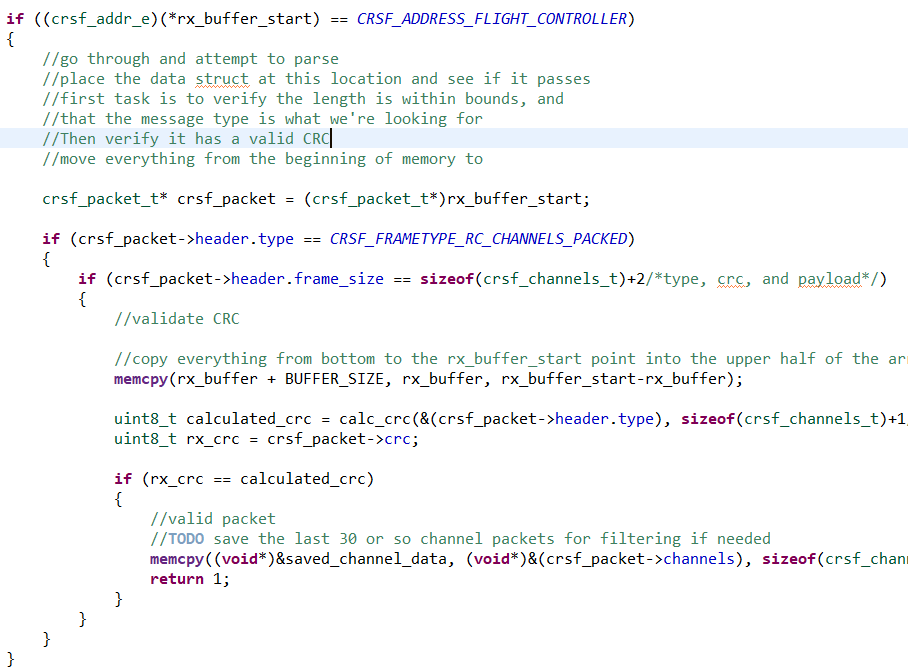 if ((crsf_addr_e)(*rx_buffer_start) == CRSF_ADDRESS_FLIGHT_CONTROLLER)
{
//go through and attempt to parse
//place the data struct at this location and see if it passes
//first task is to verify the length is within bounds, and
//that the message type is what we're looking for
//Then verify it has a valid CRC
//move everything from the beginning of memory to
crsf_packet_t* crsf_packet = (crsf_packet_t*)rx_buffer_start;
if (crsf_packet->header.type == CRSF_FRAMETYPE_RC_CHANNELS_PACKED)
{
if (crsf_packet->header.frame_size == sizeof(crsf_channels_t)+2/*type, crc, and payload*/)
{
//validate CRC
//copy everything from bottom to the rx_buffer_start point into the upper half of the
memcpy(rx_buffer + BUFFER_SIZE, rx_buffer, rx_buffer_start-rx_buffer);
uint8_t calculated_crc = calc_crc(&(crsf_packet->header.type), sizeof(crsf_channels_t)+1
uint8_t rx_crc = crsf_packet->crc;
if (rx_crc == calculated_crc)
{
//valid packet
//TODO save the last 30 or so channel packets for filtering if needed
memcpy((void*)&saved_channel_data, (void*)&(crsf_packet->channels), sizeof(crsf_chan
return 1;
}
}
}
}